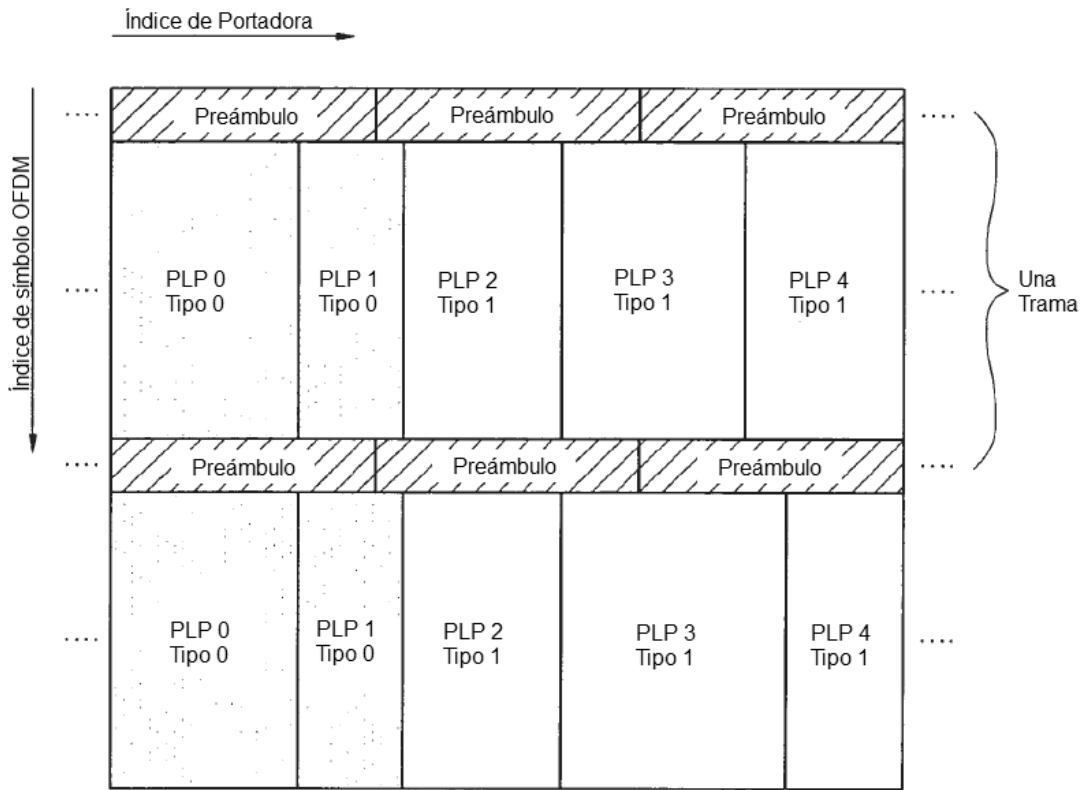 Índice de Portadora
Índice de símbolo OFDM
.... Preámbulo Preámbulo Preámbulo ....
.... PLP 0 PLP 1 PLP 2 PLP 3 PLP 4 ....
Tipo 0 Tipo 0 Tipo 1 Tipo 1 Tipo 1
Una
Trama
.... Preámbulo Preámbulo Preámbulo ....
.... PLP 0 PLP 1 PLP 2 PLP 3 PLP 4 ....
Tipo 0 Tipo 0 Tipo 1 Tipo 1 Tipo 1